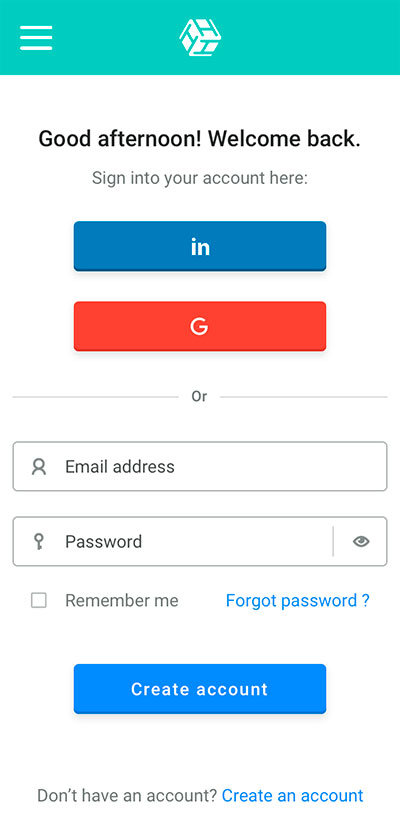 Good afternoon! Welcome back.
Sign into your account here:
in
G
Or
Email address
Password
Remember me Forgot password ?
Create account
Don’t have an account? Create an account